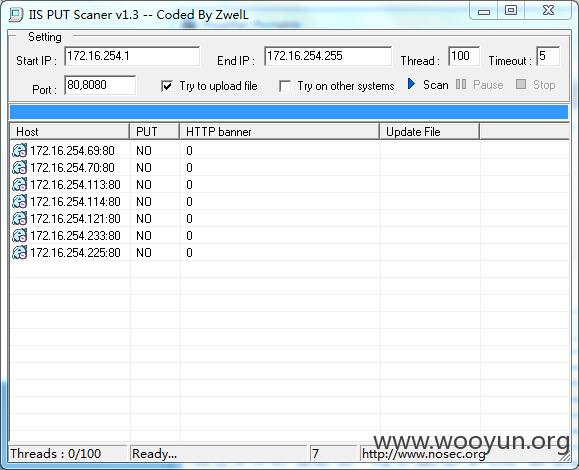 IIS PUT Scaner v1.3 -- Coded By ZwelL
Setting
Start IP : 172.16.254.1 End IP : 172.16.254.255 Thread : 100 Timeout : 5
Port : 80,8080 Try to upload file Try on other systems Scan Pause Stop
Host PUT HTTP banner Update File
172.16.254.69:80 NO 0
172.16.254.70:80 NO 0
172.16.254.113:80 NO 0
172.16.254.114:80 NO 0
172.16.254.121:80 NO 0
172.16.254.233:80 NO 0
172.16.254.225:80 NO 0
www.wooyun.org
Threads : 0/100 Ready... 7 http://www.nosec.org